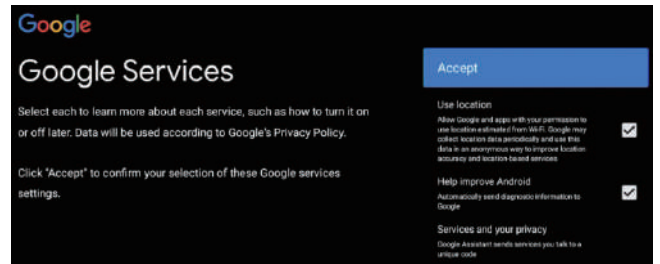 Google
Google Services
Select each to learn more about each service, such as how to turn it on
or off later. Data will be used according to Google's Privacy Policy.
Click "Accept" to confirm your selection of these Google services
settings.
Accept
Use location
Allow Google and apps with your permission to
use location estimated from Wi-Fi. Google may
collect location data periodically and use this
data in an anonymous way to improve location
accuracy and location-based services
Help improve Android
Automatically send diagnostic information to
Google
Services and your privacy
Google Assistant sends services you talk to a
unique code